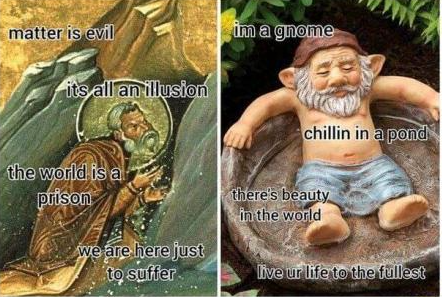 matter is evil
its all an illusion
the world is a
prison
we are here just
to suffer
im a gnome
chillin in a pond
there's beauty
in the world
live ur life to the fullest